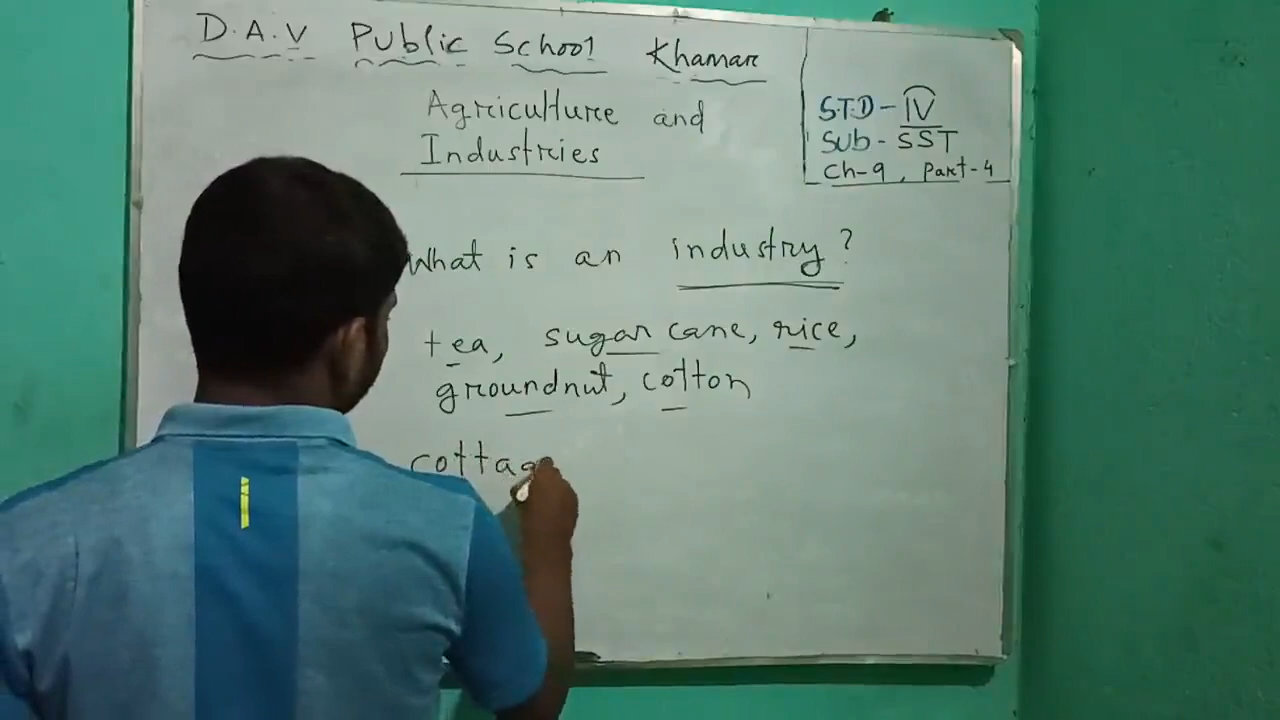 D.A.V Public School Khamar
Agriculture and
Industries
STD-IV
Sub-SST
Ch-9, Part-4
What is an industry?
tea, sugar cane, rice,
groundnut, cotton
cottag